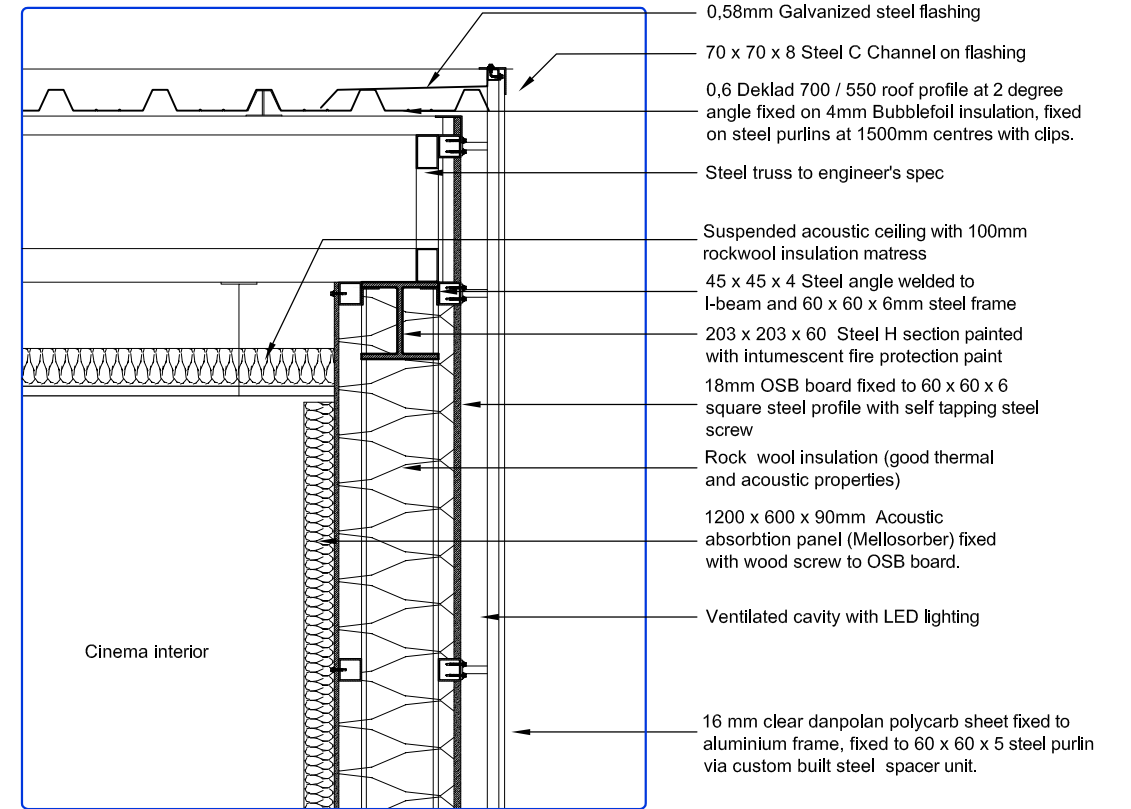 0,58mm Galvanized steel flashing
70 x 70 x 8 Steel C Channel on flashing
0,6 Deklad 700 / 550 roof profile at 2 degree
angle fixed on 4mm Bubblefoil insulation, fixed
on steel purlins at 1500mm centres with clips.
Steel truss to engineer's spec
Suspended acoustic ceiling with 100mm
rockwool insulation matress
45 x 45 x 4 Steel angle welded to
I-beam and 60 x 60 x 6mm steel frame
203 x 203 x 60 Steel H section painted
with intumescent fire protection paint
18mm OSB board fixed to 60 x 60 x 6
square steel profile with self tapping steel
screw
Rock wool insulation (good thermal
and acoustic properties)
1200 x 600 x 90mm Acoustic
absorbtion panel (Mellosorber) fixed
with wood screw to OSB board.
Ventilated cavity with LED lighting
Cinema interior
16 mm clear danpolan polycarb sheet fixed to
aluminium frame, fixed to 60 x 60 x 5 steel purlin
via custom built steel spacer unit.